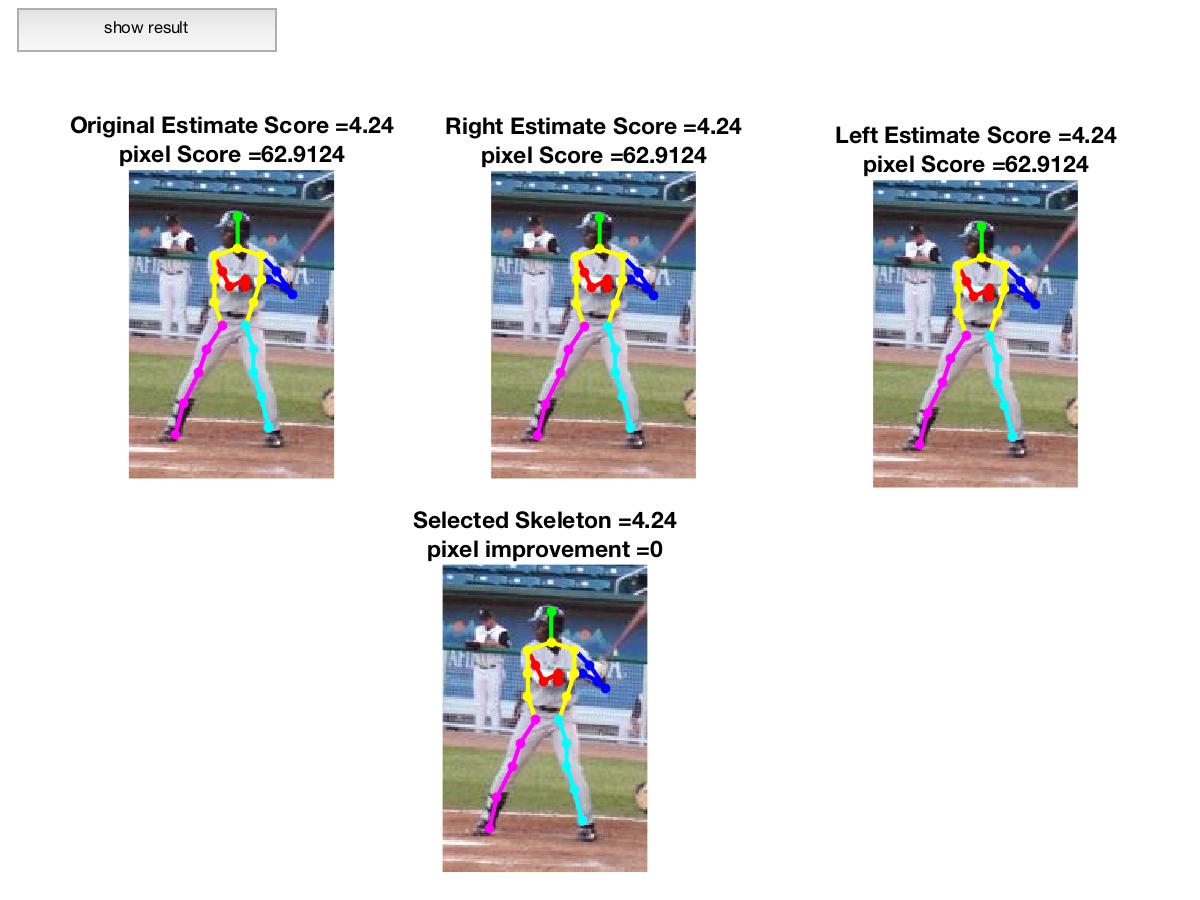 show result
Original Estimate Score =4.24
pixel Score =62.9124
Right Estimate Score =4.24
pixel Score =62.9124
Left Estimate Score =4.24
pixel Score =62.9124
Selected Skeleton =4.24
pixel improvement =0